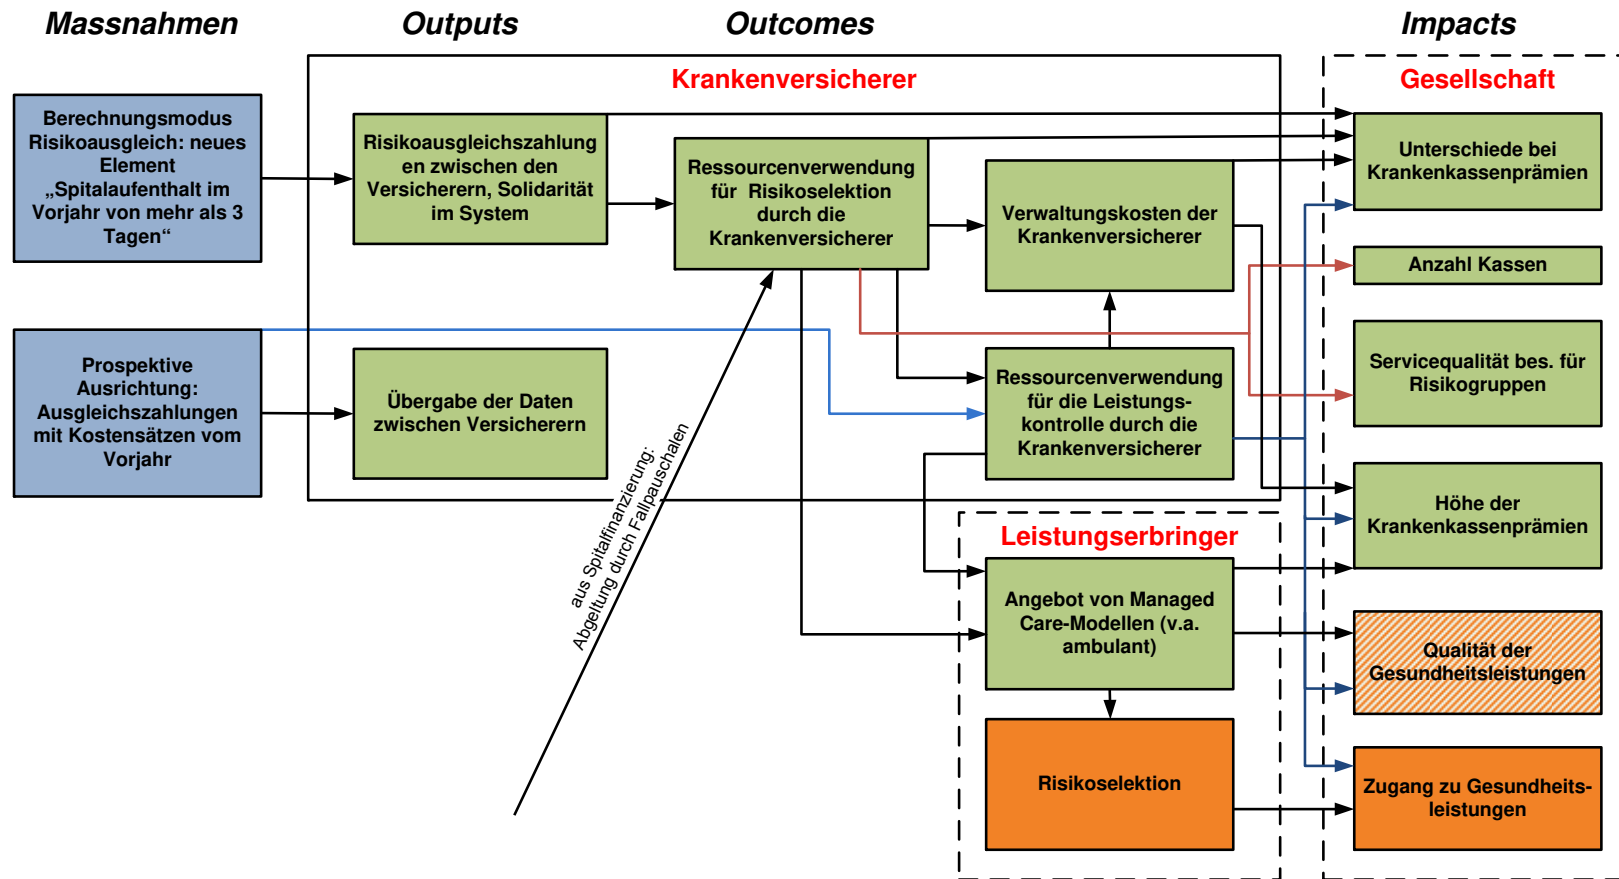 Massnahmen
Outputs
Outcomes
Impacts
Krankenversicherer
Gesellschaft
Berechnungsmodus
Risikoausgleich: neues
Element
„Spitalaufenthalt im
Vorjahr von mehr als 3
Tagen“
Risikoausgleichszahlung
en zwischen den
Versicherern, Solidarität
im System
Ressourcenverwendung
für Risikoselektion
durch die
Krankenversicherer
Verwaltungskosten der
Krankenversicherer
Unterschiede bei
Krankenkassenprämien
Anzahl Kassen
Prospektive
Ausrichtung:
Ausgleichszahlungen
mit Kostensätzen vom
Vorjahr
Übergabe der Daten
zwischen Versicherern
Ressourcenverwendung
für die Leistungs-
kontrolle durch die
Krankenversicherer
Servicequalität bes. für
Risikogruppen
aus Spitalfinanzierung:
Abgeltung durch Fallpauschalen
Höhe der
Krankenkassenprämien
Leistungserbringer
Angebot von Managed
Care-Modellen (v.a.
ambulant)
Qualität der
Gesundheitsleistungen
Risikoselektion
Zugang zu Gesundheits-
leistungen